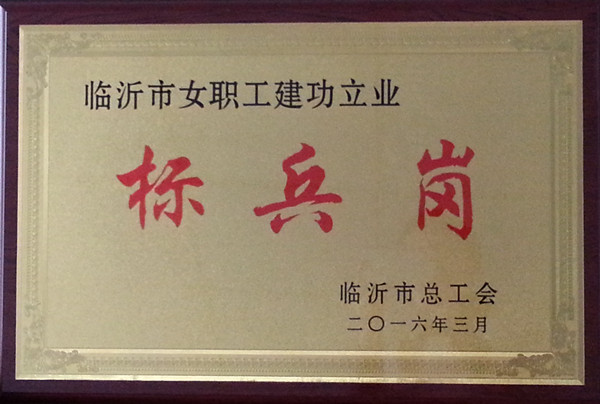 临沂市女职工建功立业
标兵岗
临沂市总工会
二〇一六年三月